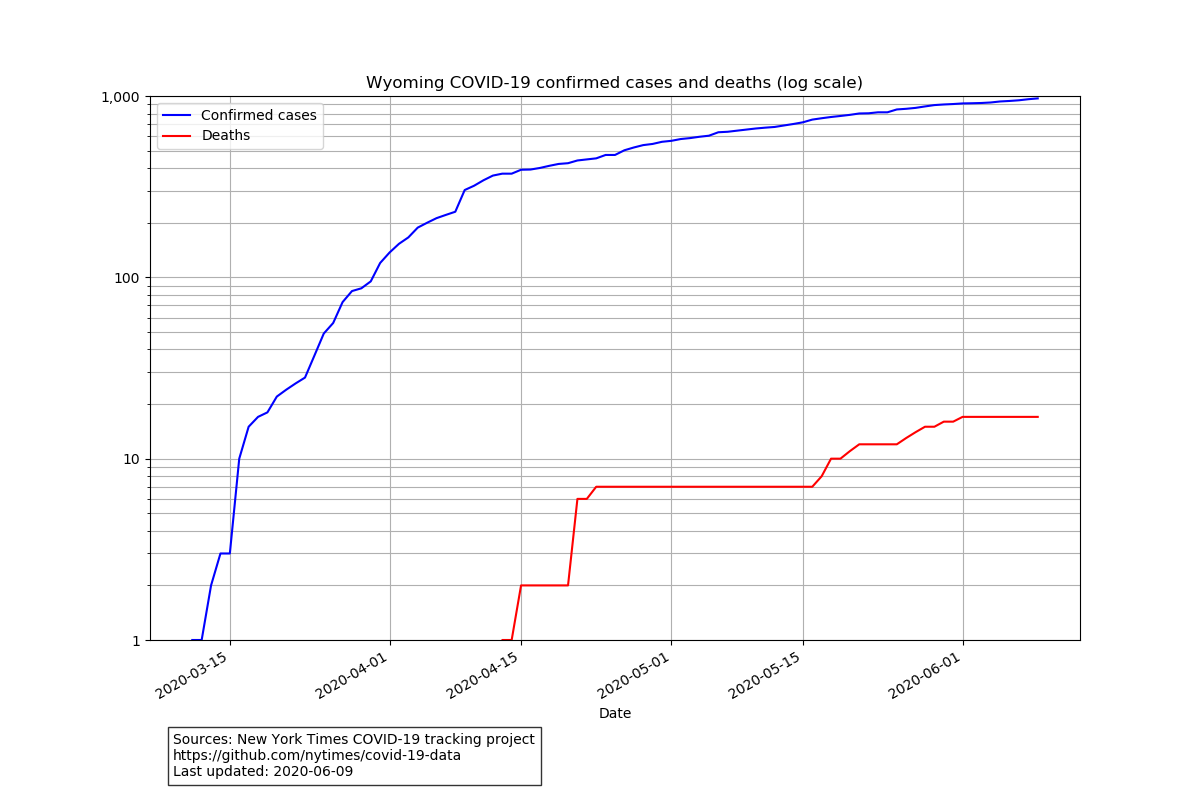 Wyoming COVID-19 confirmed cases and deaths (log scale)
1,000
100
10
1
Confirmed cases
Deaths
2020-03-15
2020-04-01
2020-04-15
2020-05-01
2020-05-15
2020-06-01
Date
Sources: New York Times COVID-19 tracking project
https://github.com/nytimes/covid-19-data
Last updated: 2020-06-09